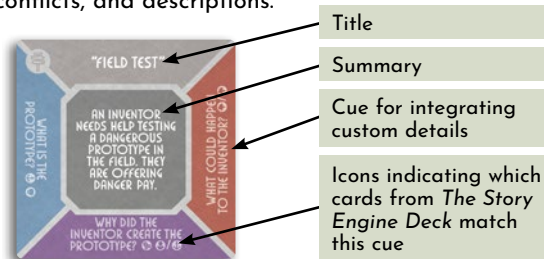 conflicts, and descriptions.
"FIELD TEST"
AN INVENTOR
NEEDS HELP TESTING
A DANGEROUS
PROTOTYPE IN
THE FIELD. THEY
ARE OFFERING
DANGER PAY.
WHAT IS THE
PROTOTYPE?
WHAT COULD HAPPEN
TO THE INVENTOR?
WHY DID THE
INVENTOR CREATE THE
PROTOTYPE?
Title
Summary
Cue for integrating
custom details
Icons indicating which
cards from The Story
Engine Deck match
this cue